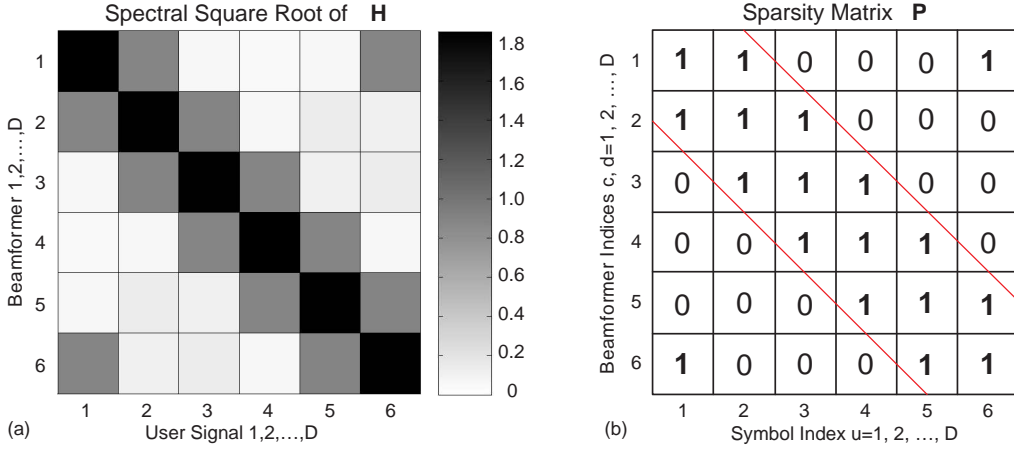 Spectral Square Root of H
Beamformer 1,2,...,D
1
2
3
4
5
6
1 2 3 4 5 6
User Signal 1,2,...,D
(a)
1.8
1.6
1.4
1.2
1.0
0.8
0.6
0.4
0.2
0
Sparsity Matrix P
Beamformer Indices c, d=1, 2, ..., D
1 1 1 0 0 0 1
2 1 1 1 0 0 0
3 0 1 1 1 0 0
4 0 0 1 1 1 0
5 0 0 0 1 1 1
6 1 0 0 0 1 1
1 2 3 4 5 6
Symbol Index u=1, 2, ..., D
(b)